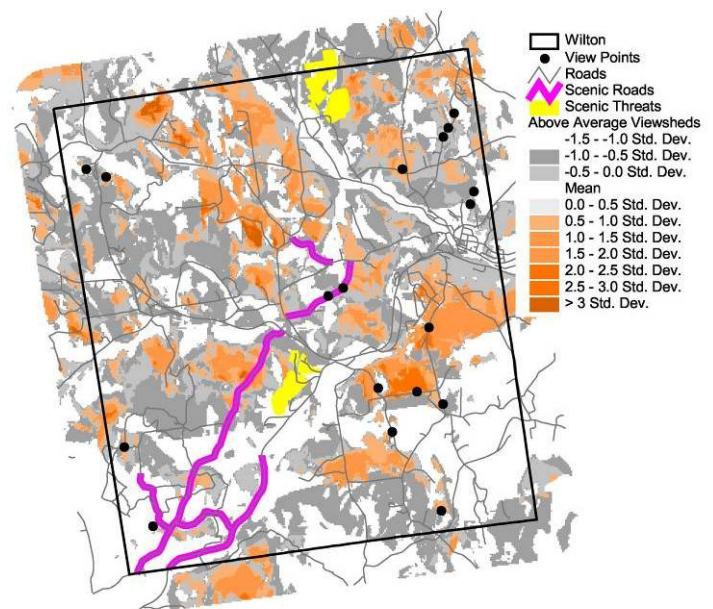 Wilton
View Points
Roads
Scenic Roads
Scenic Threats
Above Average Viewsheds
-1.5 - -1.0 Std. Dev.
-1.0 - -0.5 Std. Dev.
-0.5 - 0.0 Std. Dev.
Mean
0.0 - 0.5 Std. Dev.
0.5 - 1.0 Std. Dev.
1.0 - 1.5 Std. Dev.
1.5 - 2.0 Std. Dev.
2.0 - 2.5 Std. Dev.
2.5 - 3.0 Std. Dev.
> 3 Std. Dev.